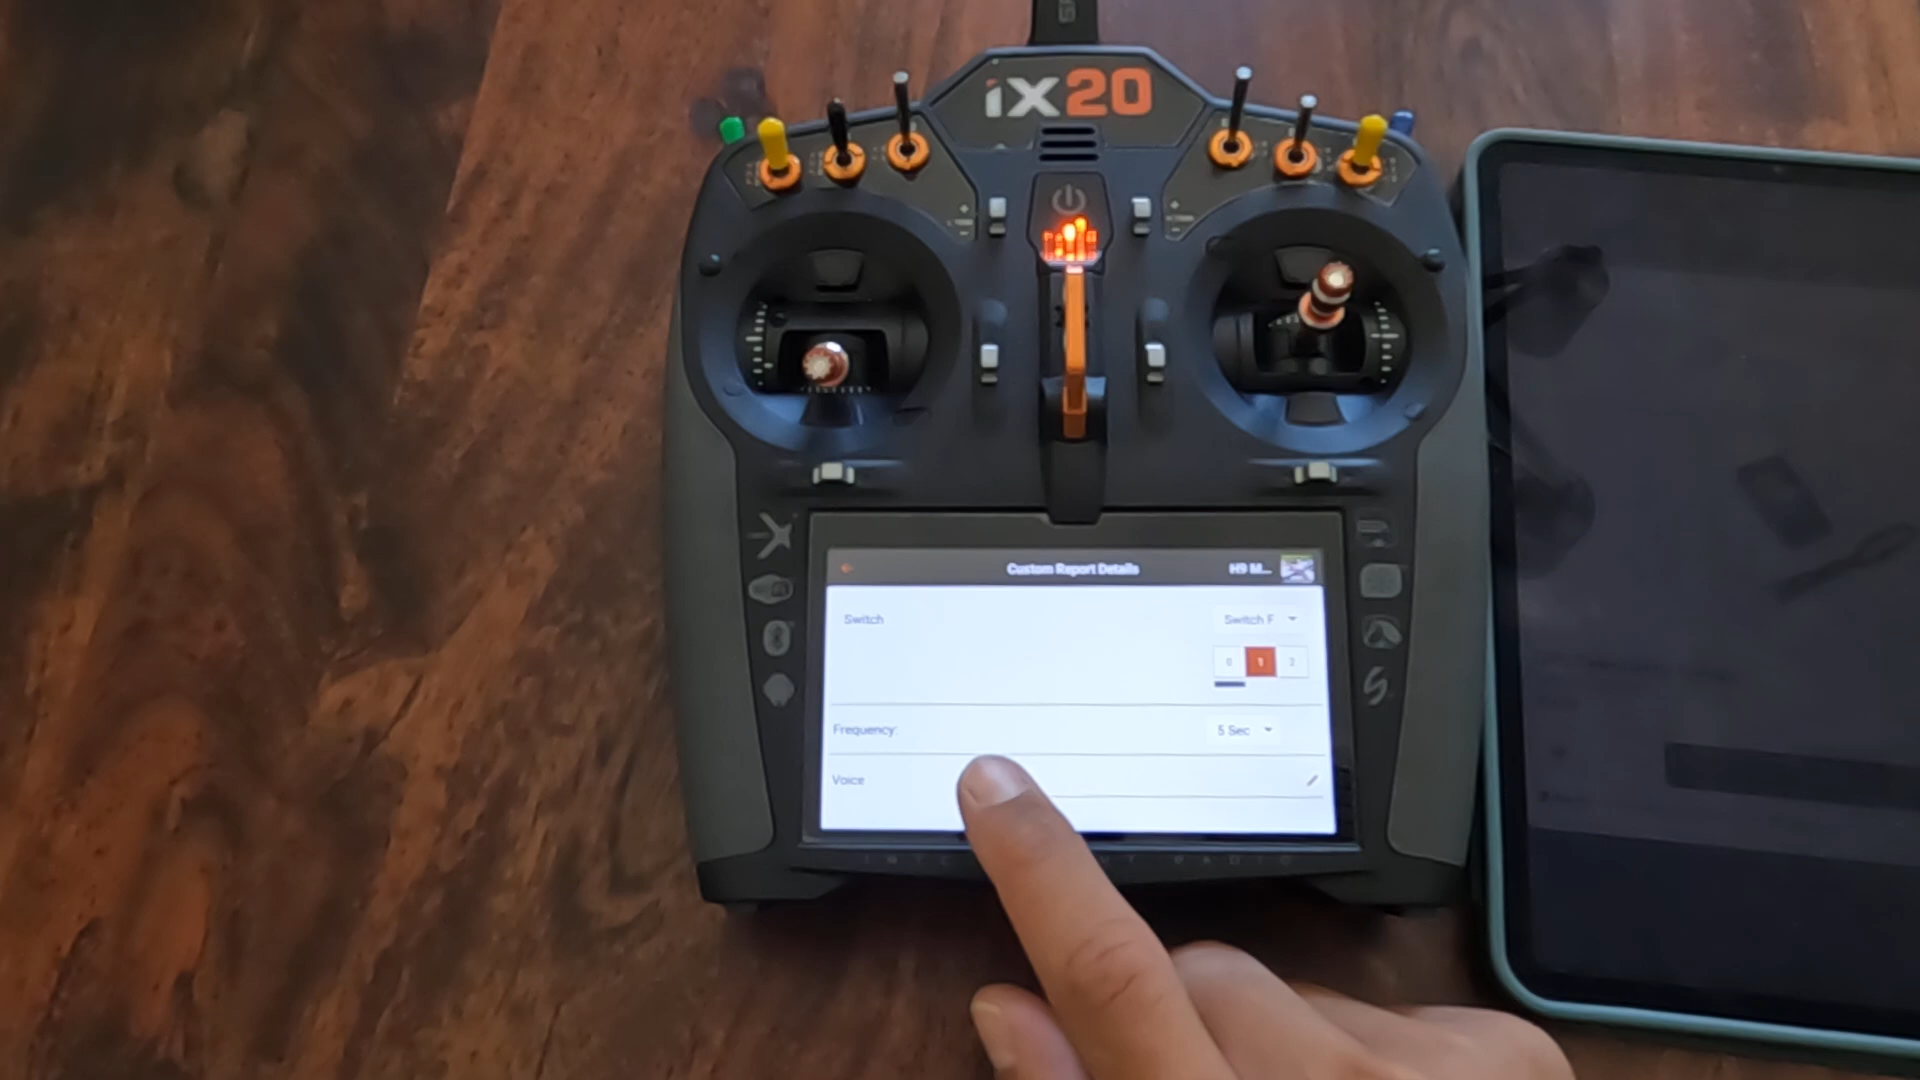 iX20
Custom Report Details
H9 M...
Switch
Switch F
0 1 2
Frequency:
5 Sec
Voice